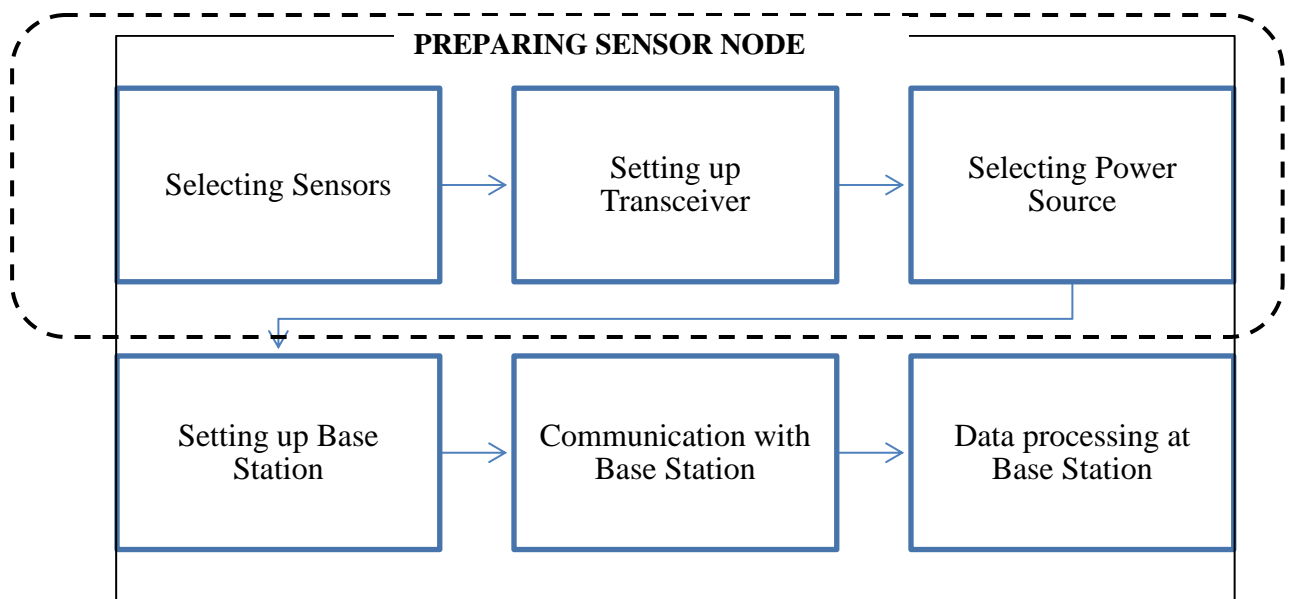 PREPARING SENSOR NODE
Selecting Sensors
Setting up
Transceiver
Selecting Power
Source
Setting up Base
Station
Communication with
Base Station
Data processing at
Base Station